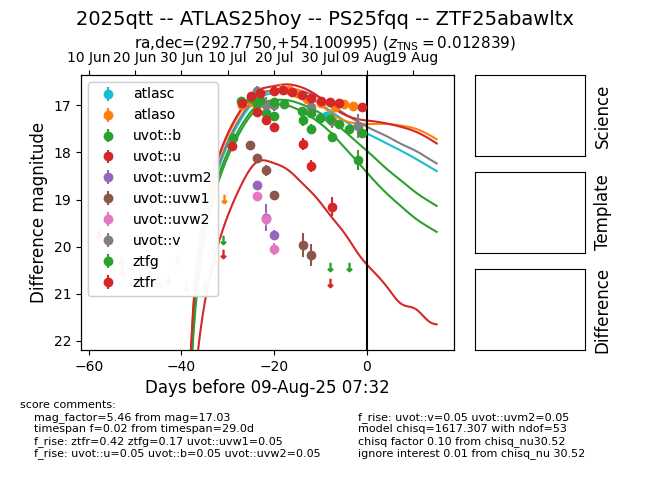 2025qtt -- ATLAS25hoy -- PS25fqq -- ZTF25abawltx
ra,dec=(292.7750,+54.100995) (zTNS = 0.012839)
10 Jun 20 Jun 30 Jun 10 Jul 20 Jul 30 Jul 09 Aug 19 Aug
Difference magnitude
17
18
19
20
21
22
atlasc
atlaso
uvot::b
uvot::u
uvot::uvm2
uvot::uvw1
uvot::uvw2
uvot::v
ztfg
ztfr
−60 −40 −20 0
Days before 09-Aug-25 07:32
Science
Template
Difference
score comments:
mag_factor=5.46 from mag=17.03
timespan f=0.02 from timespan=29.0d
f_rise: ztfr=0.42 ztfg=0.17 uvot::uvw1=0.05
f_rise: uvot::u=0.05 uvot::b=0.05 uvot::uvw2=0.05
f_rise: uvot::v=0.05 uvot::uvm2=0.05
model chisq=1617.307 with ndof=53
chisq factor 0.10 from chisq_nu30.52
ignore interest 0.01 from chisq_nu 30.52